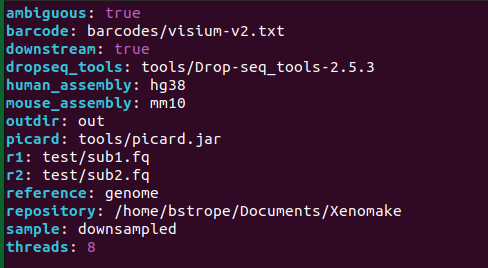 ambiguous: true
barcode: barcodes/visium-v2.txt
downstream: true
dropseq_tools: tools/Drop-seq_tools-2.5.3
human_assembly: hg38
mouse_assembly: mm10
outdir: out
picard: tools/picard.jar
r1: test/sub1.fq
r2: test/sub2.fq
reference: genome
repository: /home/bstrope/Documents/Xenomake
sample: downsampled
threads: 8